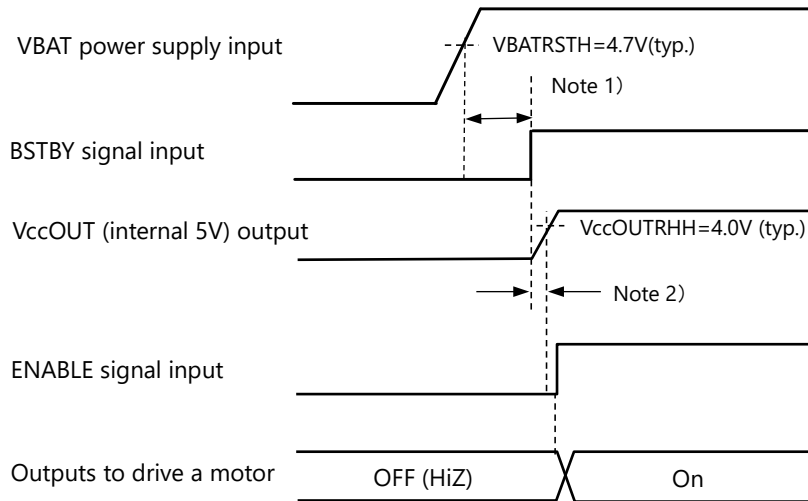 VBAT power supply input
VBATRSTH=4.7V(typ.)
Note 1）
BSTBY signal input
VccOUT (internal 5V) output
VccOUTRHH=4.0V (typ.)
Note 2）
ENABLE signal input
Outputs to drive a motor
OFF (HiZ)
On